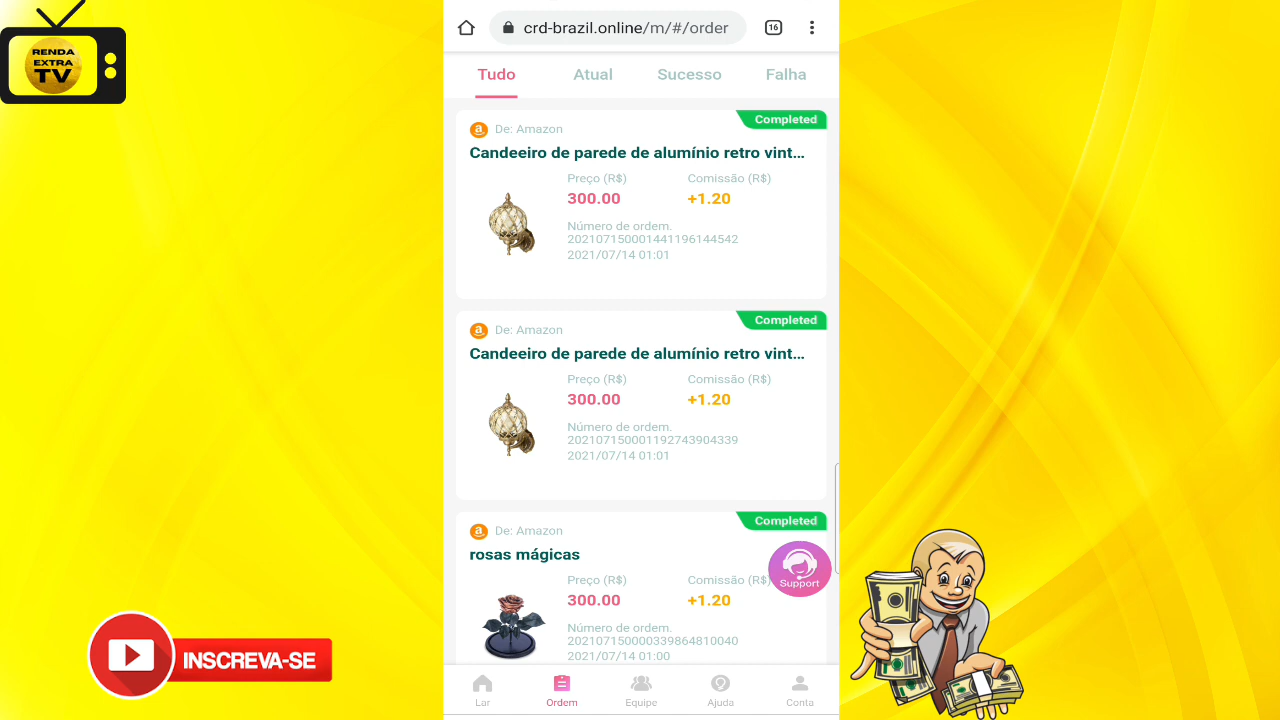 RENDA
EXTRA
TV
crd-brazil.online/m/#/order
16
Tudo Atual Sucesso Falha
Completed
a De: Amazon
Candeeiro de parede de alumínio retro vint...
Preço (R$) Comissão (R$)
300.00 +1.20
Número de ordem.
202107150001441196144542
2021/07/14 01:01
Completed
a De: Amazon
Candeeiro de parede de alumínio retro vint...
Preço (R$) Comissão (R$)
300.00 +1.20
Número de ordem.
202107150001192743904339
2021/07/14 01:01
Completed
a De: Amazon
rosas mágicas
Preço (R$) Comissão (R$)
300.00 +1.20
Support
Número de ordem.
202107150000339864810040
2021/07/14 01:00
Lar Ordem Equipe Ajuda Conta
INSCREVA-SE